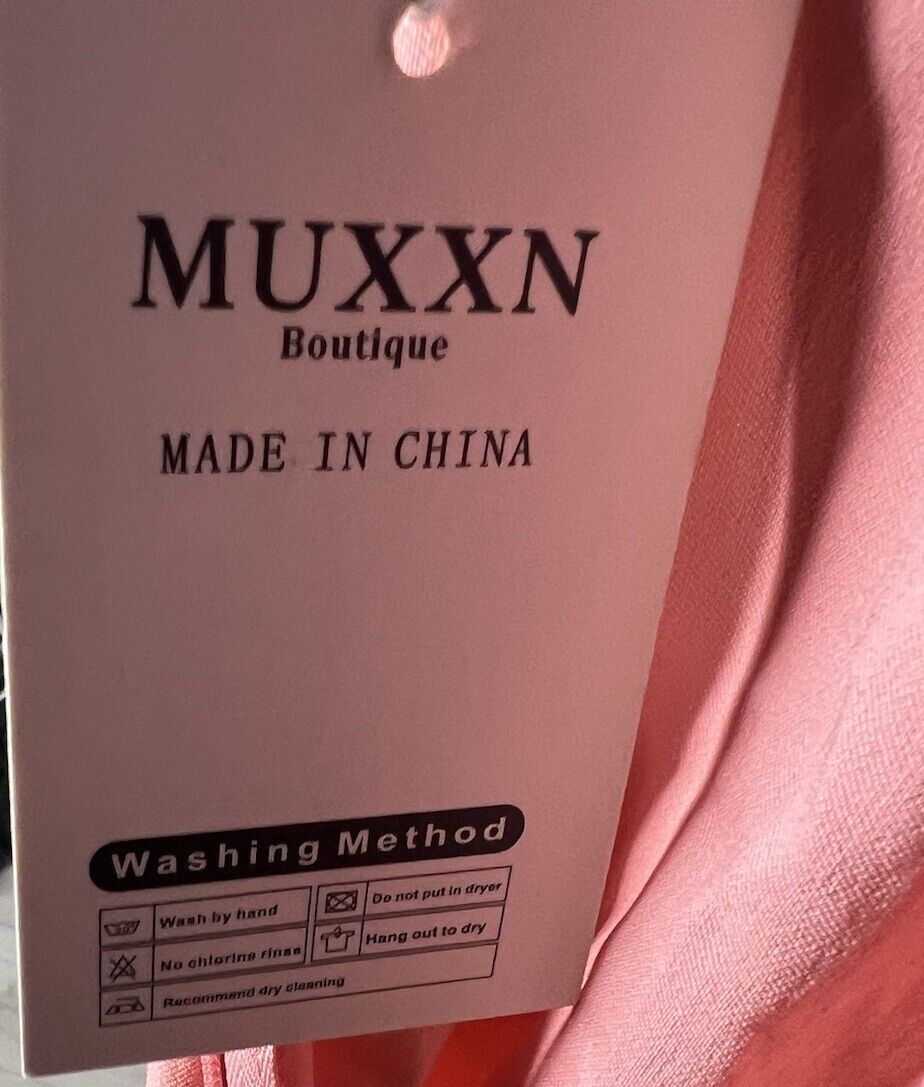 MUXXN
Boutique
MADE IN CHINA
Washing Method
Wash by hand
Do not put in dryer
No chlorine rinse
Hang out to dry
Recommend dry cleaning